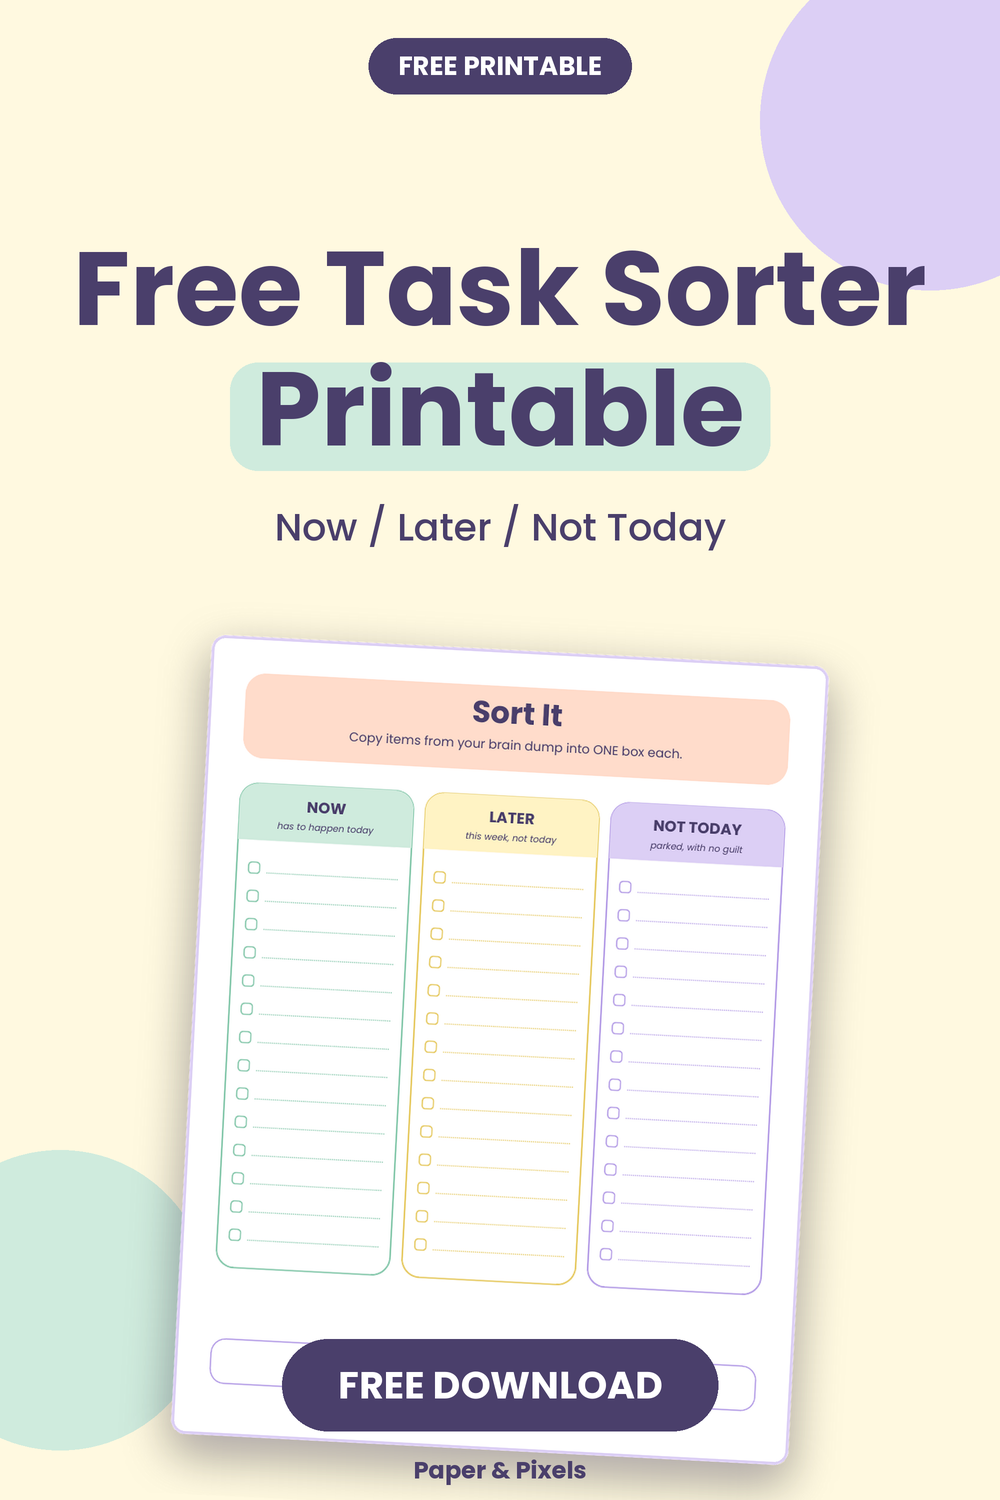 FREE PRINTABLE
Free Task Sorter
Printable
Now / Later / Not Today
Sort It
Copy items from your brain dump into ONE box each.
NOW
has to happen today
LATER
this week, not today
NOT TODAY
parked, with no guilt
FREE DOWNLOAD
Paper & Pixels